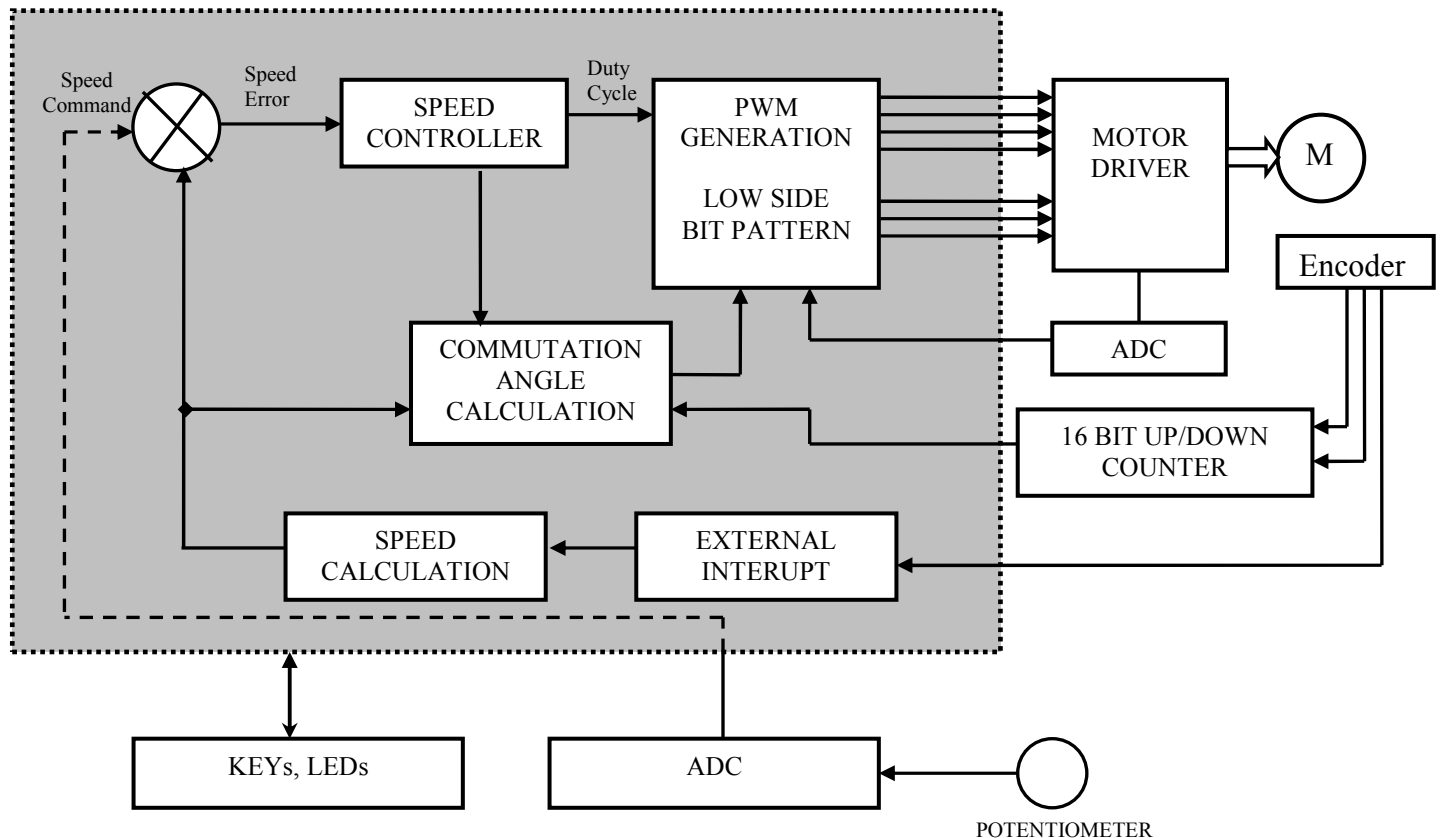 Speed
Command
Speed
Error
SPEED
CONTROLLER
Duty
Cycle
PWM
GENERATION
LOW SIDE
BIT PATTERN
MOTOR
DRIVER
M
Encoder
ADC
COMMUTATION
ANGLE
CALCULATION
16 BIT UP/DOWN
COUNTER
SPEED
CALCULATION
EXTERNAL
INTERUPT
KEYs, LEDs
ADC
POTENTIOMETER